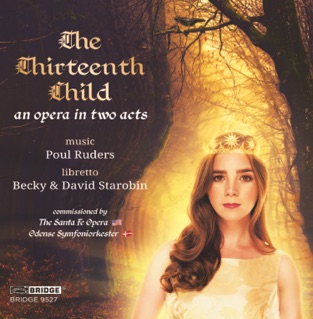 The
Thirteenth
Child
an opera in two acts
music
Poul Ruders
libretto
Becky & David Starobin
commissioned by
The Santa Fe Opera
Odense Symfoniorkester
BRIDGE
BRIDGE 9527